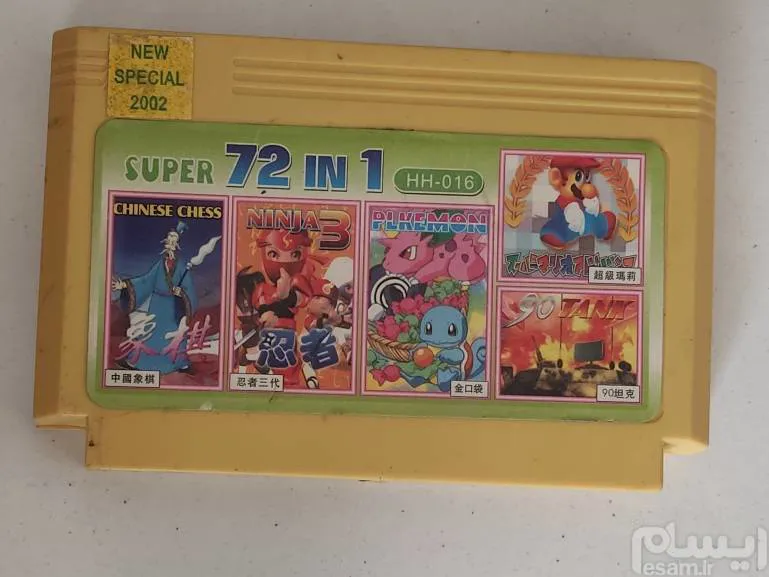 NEW
SPECIAL
2002
SUPER 72 IN 1 HH-016
CHINESE CHESS
象棋
中國象棋
NINJA 3
忍者
忍者三代
PLKEMON
金口袋
超級瑪莉
90 TANK
90坦克
ایسام
esam.ir